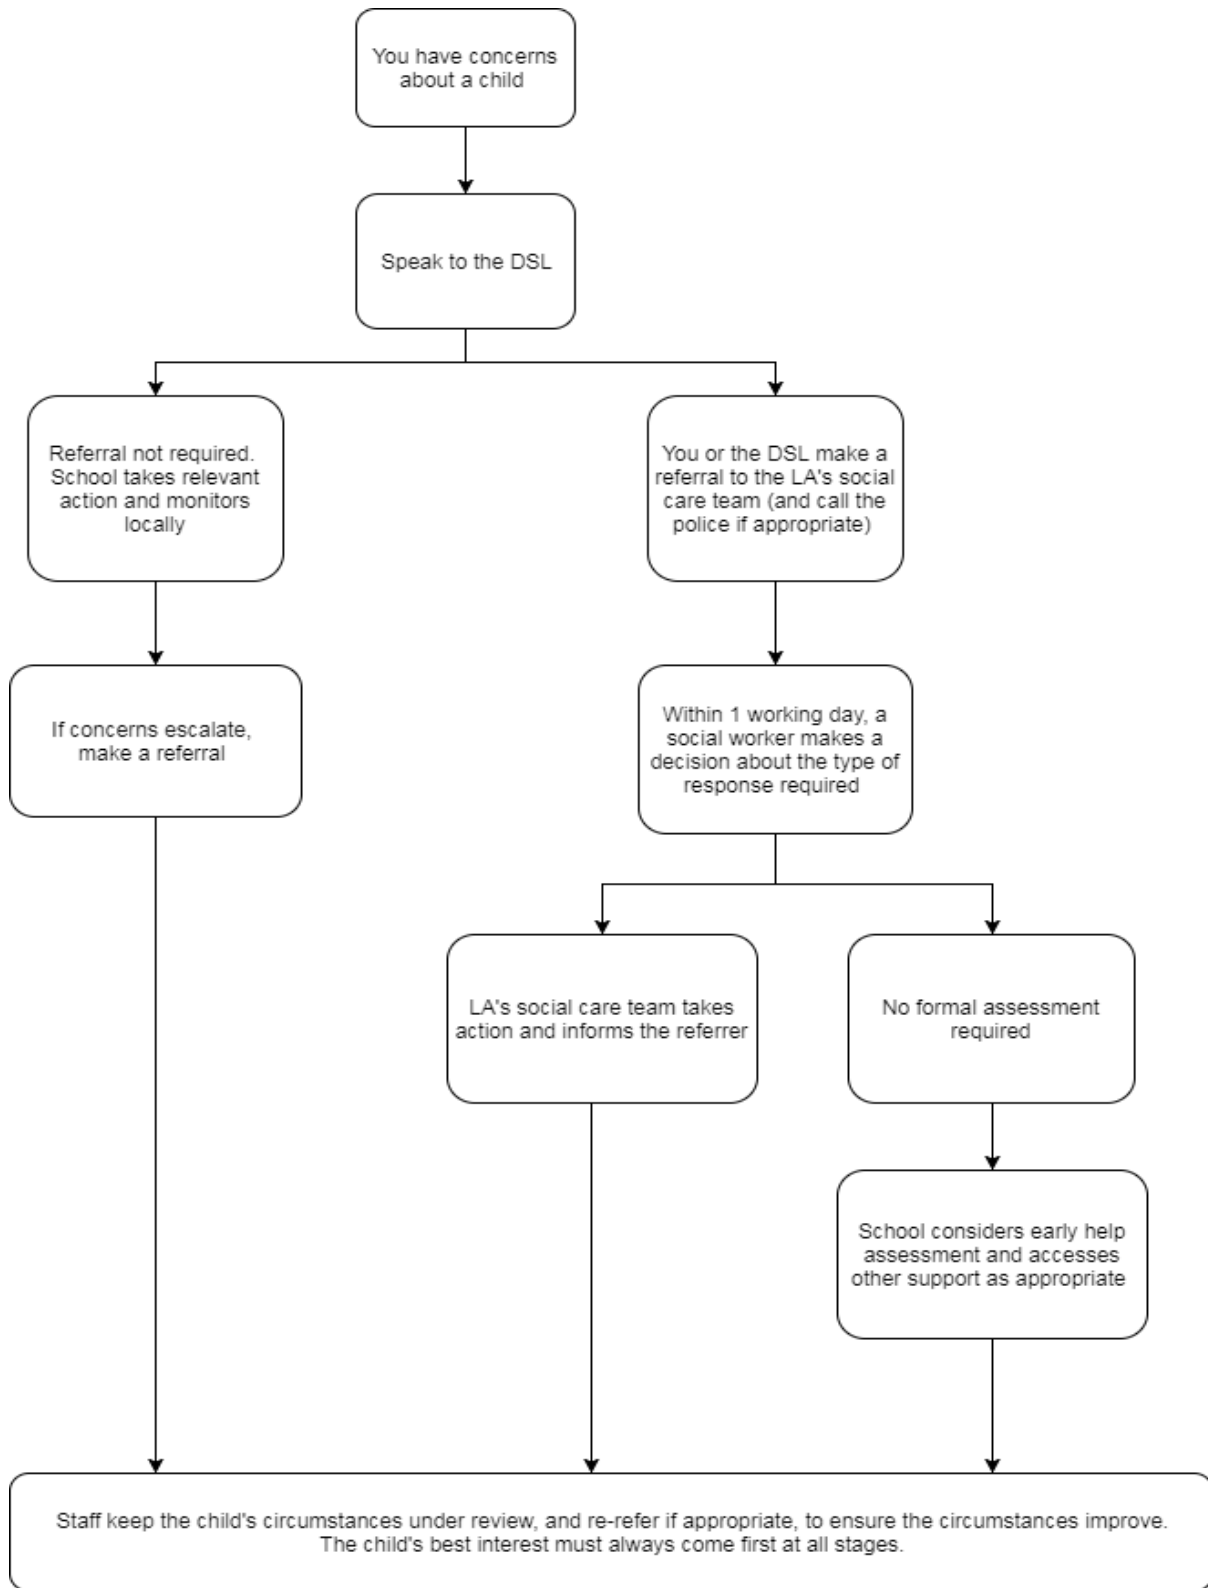 You have concerns
about a child
Speak to the DSL
Referral not required.
School takes relevant
action and monitors
locally
You or the DSL make a
referral to the LA's social
care team (and call the
police if appropriate)
If concerns escalate,
make a referral
Within 1 working day, a
social worker makes a
decision about the type of
response required
LA's social care team takes
action and informs the referrer
No formal assessment
required
School considers early help
assessment and accesses
other support as appropriate
Staff keep the child's circumstances under review, and re-refer if appropriate, to ensure the circumstances improve.
The child's best interest must always come first at all stages.